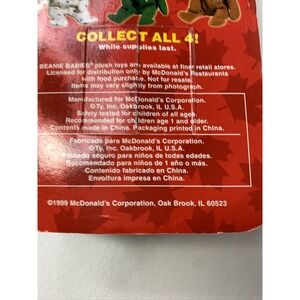 COLLECT ALL 4!
While supplies last.
BEANIE BABIES® plush toys are available at finer retail stores.
Licensed for distribution only by McDonald's Restaurants
with food purchase. Not for resale.
Items may vary slightly from photograph.
Manufactured for McDonald's Corporation.
©Ty, Inc. Oakbrook, IL U.S.A.
Safety tested for children of all ages.
Recommended for children age 1 and older.
Contents made in China. Packaging printed in China.
Fabricado para McDonald's Corporation.
©Ty, Inc. Oakbrook, IL U.S.A.
Probado seguro para niños de todas edades.
Recomendado para niños de 1 año o más.
Contenido fabricado en China.
Envoltura impresa en China.
©1999 McDonald's Corporation, Oak Brook, IL 60523